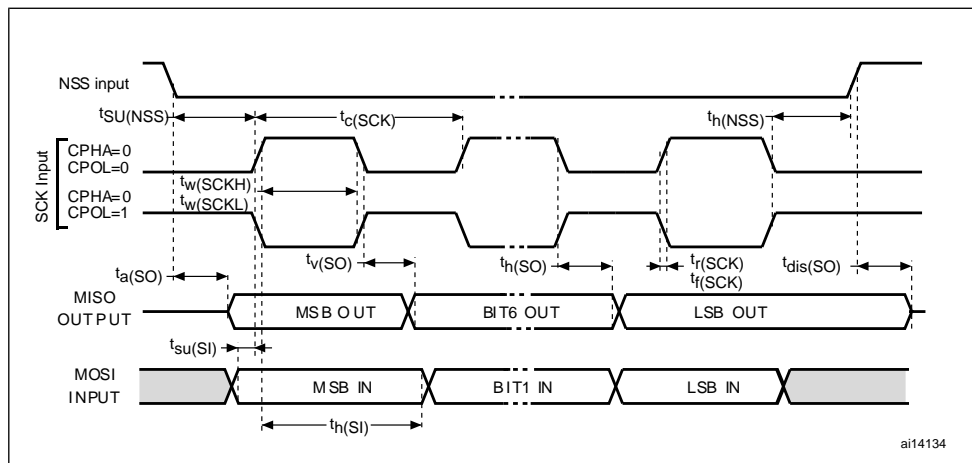 NSS input
tSU(NSS)
tc(SCK)
th(NSS)
SCK Input
CPHA=0
CPOL=0
CPHA=0
CPOL=1
tw(SCKH)
tw(SCKL)
ta(SO)
tv(SO)
th(SO)
tr(SCK)
tf(SCK)
tdis(SO)
MISO
OUTPUT
MSB OUT
BIT6 OUT
LSB OUT
tsu(SI)
MOSI
INPUT
MSB IN
BIT1 IN
LSB IN
th(SI)
ai14134